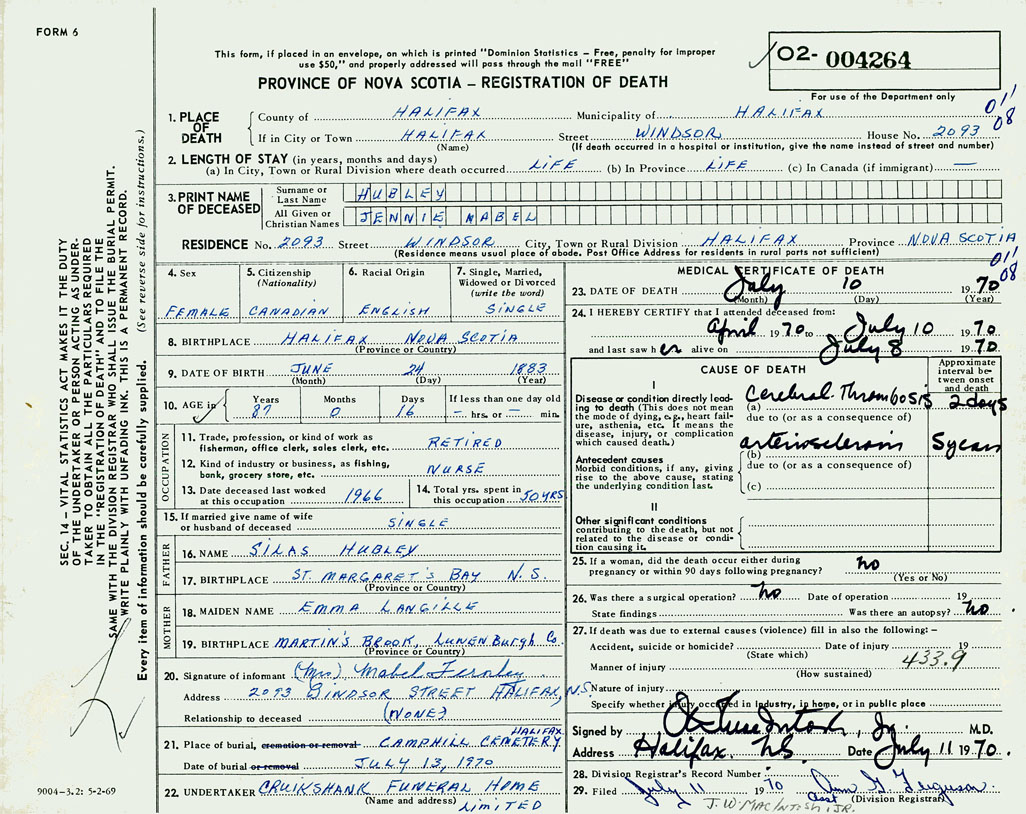 FORM 6
This form, if placed in an envelope, on which is printed "Dominion Statistics – Free, penalty for improper
use $50," and properly addressed will pass through the mail "FREE"
02- 004264
For use of the Department only
PROVINCE OF NOVA SCOTIA – REGISTRATION OF DEATH
011
08
1. PLACE OF DEATH
County of HALIFAX Municipality of HALIFAX
If in City or Town HALIFAX Street WINDSOR House No. 2093
(Name) (If death occurred in a hospital or institution, give the name instead of street and number)
2. LENGTH OF STAY (in years, months and days)
(a) In City, Town or Rural Division where death occurred LIFE (b) In Province LIFE (c) In Canada (if immigrant) —
3. PRINT NAME OF DECEASED
Surname or Last Name HUBLEY
All Given or Christian Names JENNIE MABEL
RESIDENCE No. 2093 Street WINDSOR City, Town or Rural Division HALIFAX Province NOVA SCOTIA
(Residence means usual place of abode. Post Office Address for residents in rural parts not sufficient)
011
08
4. Sex
FEMALE
5. Citizenship
(Nationality)
CANADIAN
6. Racial Origin
ENGLISH
7. Single, Married,
Widowed or Divorced
(write the word)
SINGLE
8. BIRTHPLACE HALIFAX NOVA SCOTIA
(Province or Country)
9. DATE OF BIRTH JUNE 24 1883
(Month) (Day) (Year)
10. AGE in
Years Months Days If less than one day old
87 0 16 — hrs. or — min.
OCCUPATION
11. Trade, profession, or kind of work as
fisherman, office clerk, sales clerk, etc. RETIRED
12. Kind of industry or business, as fishing,
bank, grocery store, etc. NURSE
13. Date deceased last worked
at this occupation 1966
14. Total yrs. spent in
this occupation 50 YRS
15. If married give name of wife
or husband of deceased SINGLE
FATHER
16. NAME SILAS HUBLEY
17. BIRTHPLACE ST. MARGARET'S BAY N.S.
(Province or Country)
MOTHER
18. MAIDEN NAME EMMA LANGILLE
19. BIRTHPLACE MARTIN'S BROOK, LUNENBurgh Co
(Province or Country)
20. Signature of informant (Mrs) Mabel
Address 2093 WINDSOR STREET HALIFAX, N.S.
Relationship to deceased (NONE)
21. Place of burial, cremation or removal CAMPHILL CEMETERY HALIFAX
Date of burial or removal JULY 13, 1970
22. UNDERTAKER CRUIKSHANK FUNERAL HOME
(Name and address) LIMITED
MEDICAL CERTIFICATE OF DEATH
23. DATE OF DEATH July 10 1970
(Month) (Day) (Year)
24. I HEREBY CERTIFY that I attended deceased from:
April 1970 to July 10 1970
and last saw her alive on July 8 1970
CAUSE OF DEATH
Approximate interval between onset and death
I
Disease or condition directly leading to death (This does not mean the mode of dying, e.g., heart failure, asthenia, etc. It means the disease, injury, or complication which caused death.)
(a) Cerebral Thrombosis 2 days
due to (or as a consequence of)
arteriosclerosis 5 years
Antecedent causes
Morbid conditions, if any, giving rise to the above cause, stating the underlying condition last.
(b)
due to (or as a consequence of)
(c)
II
Other significant conditions
contributing to the death, but not related to the disease or condition causing it.
25. If a woman, did the death occur either during
pregnancy or within 90 days following pregnancy? no
(Yes or No)
26. Was there a surgical operation? no Date of operation 19
State findings Was there an autopsy? no
27. If death was due to external causes (violence) fill in also the following:–
Accident, suicide or homicide? Date of injury 19
(State which) 433.9
Manner of injury
(How sustained)
Nature of injury
Specify whether injury occurred in industry, in home, or in public place
Signed by Jr. M.D.
Address Halifax NS. Date July 11 1970.
28. Division Registrar's Record Number
29. Filed July 11 1970 Ann G. Ferguson
asst (Division Registrar)
J. W. MACINTOSH, JR.
SEC. 14 – VITAL STATISTICS ACT MAKES IT THE DUTY
OF THE UNDERTAKER OR PERSON ACTING AS UNDER-
TAKER TO OBTAIN ALL THE PARTICULARS REQUIRED
IN THE "REGISTRATION OF DEATH" AND TO FILE THE
SAME WITH THE DIVISION REGISTRAR WHO SHALL ISSUE THE BURIAL PERMIT.
WRITE PLAINLY WITH UNFADING INK. THIS IS A PERMANENT RECORD.
Every item of information should be carefully supplied. (See reverse side for instructions.)
9004-3.2: 5-2-69